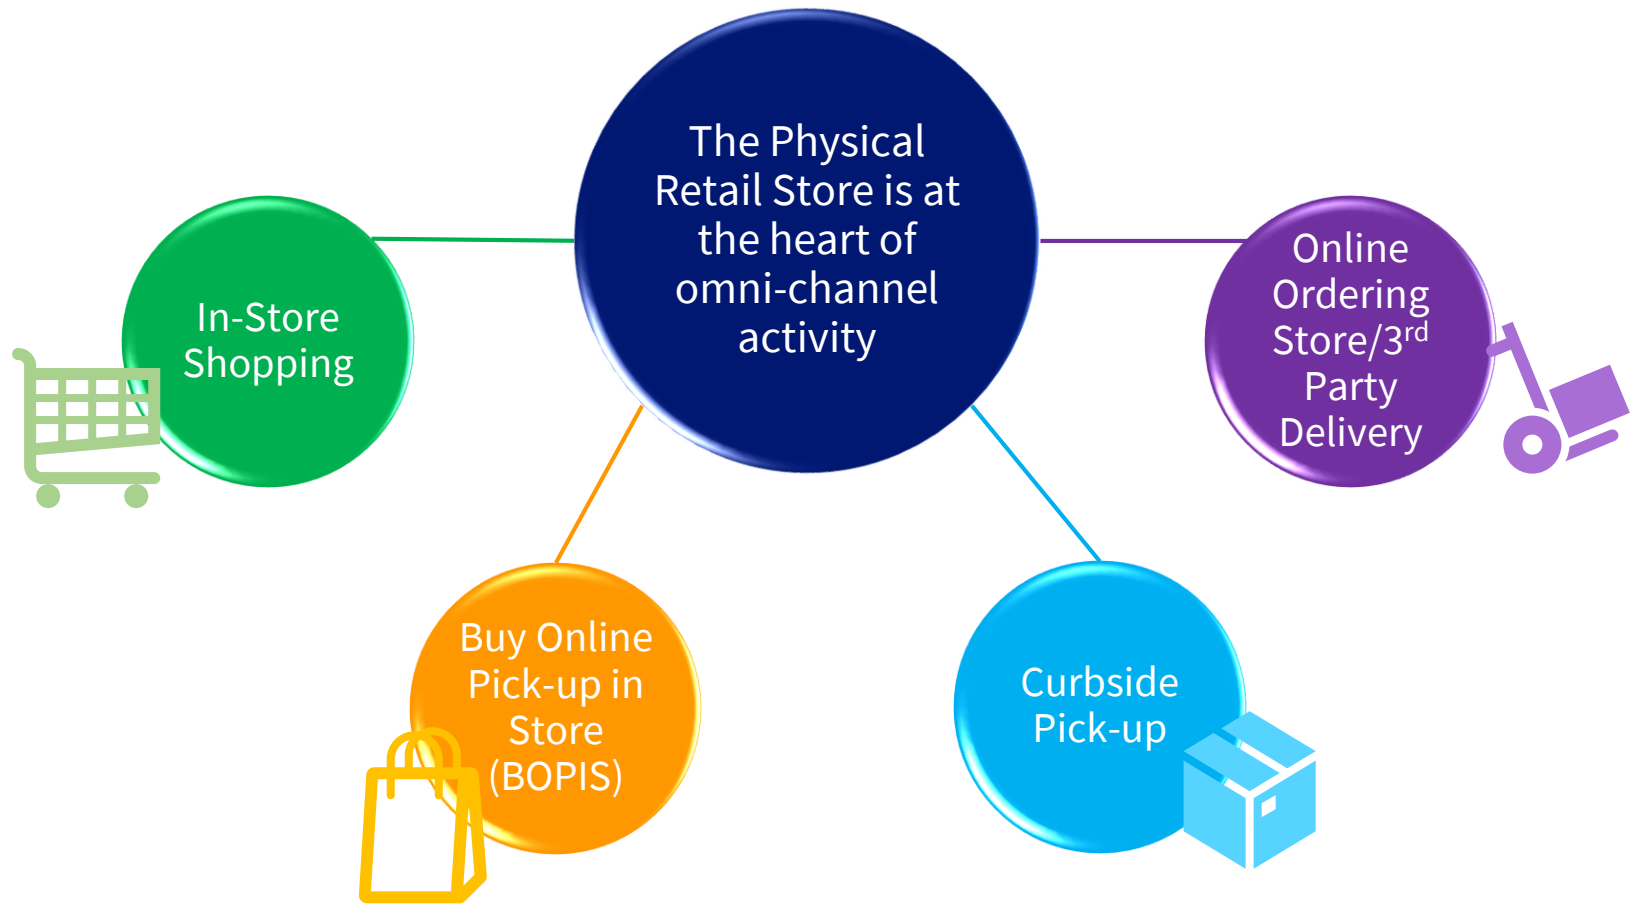 The Physical
Retail Store is at
the heart of
omni-channel
activity
In-Store
Shopping
Online
Ordering
Store/3rd
Party
Delivery
Buy Online
Pick-up in
Store
(BOPIS)
Curbside
Pick-up